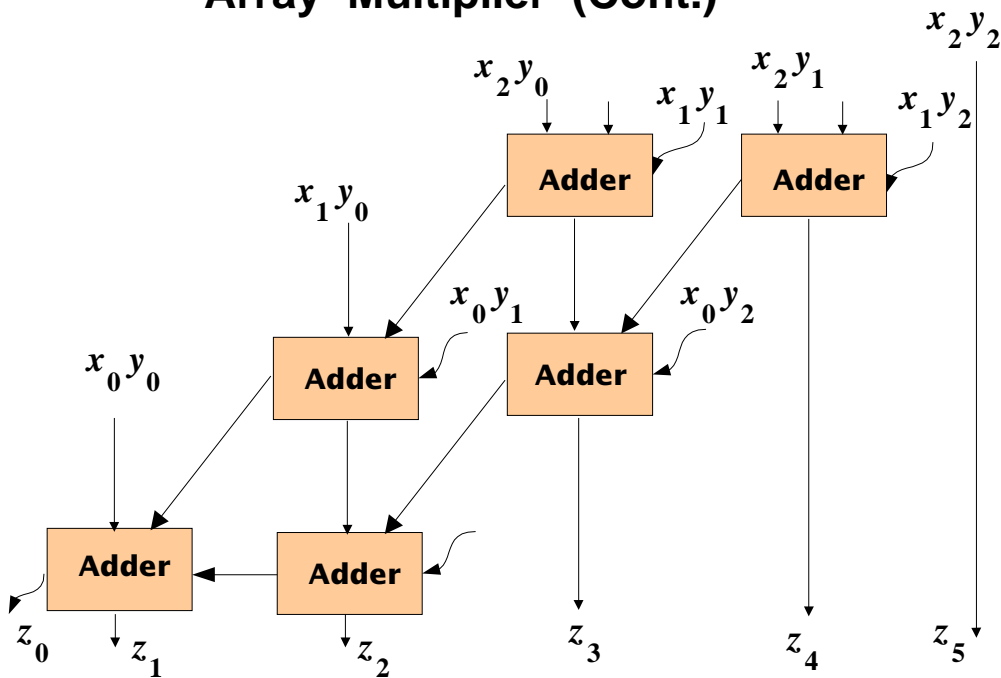 Array Multiplier (Cont.)
x2y2
x2y0
x2y1
x1y1
x1y2
Adder
Adder
x1y0
x0y1
x0y2
x0y0
Adder
Adder
Adder
Adder
z0
z1
z2
z3
z4
z5